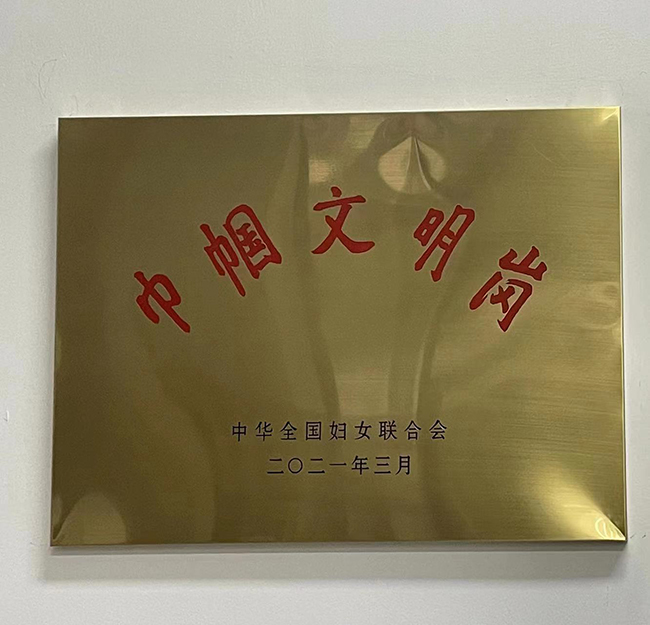 巾帼文明岗
中华全国妇女联合会
二〇二一年三月